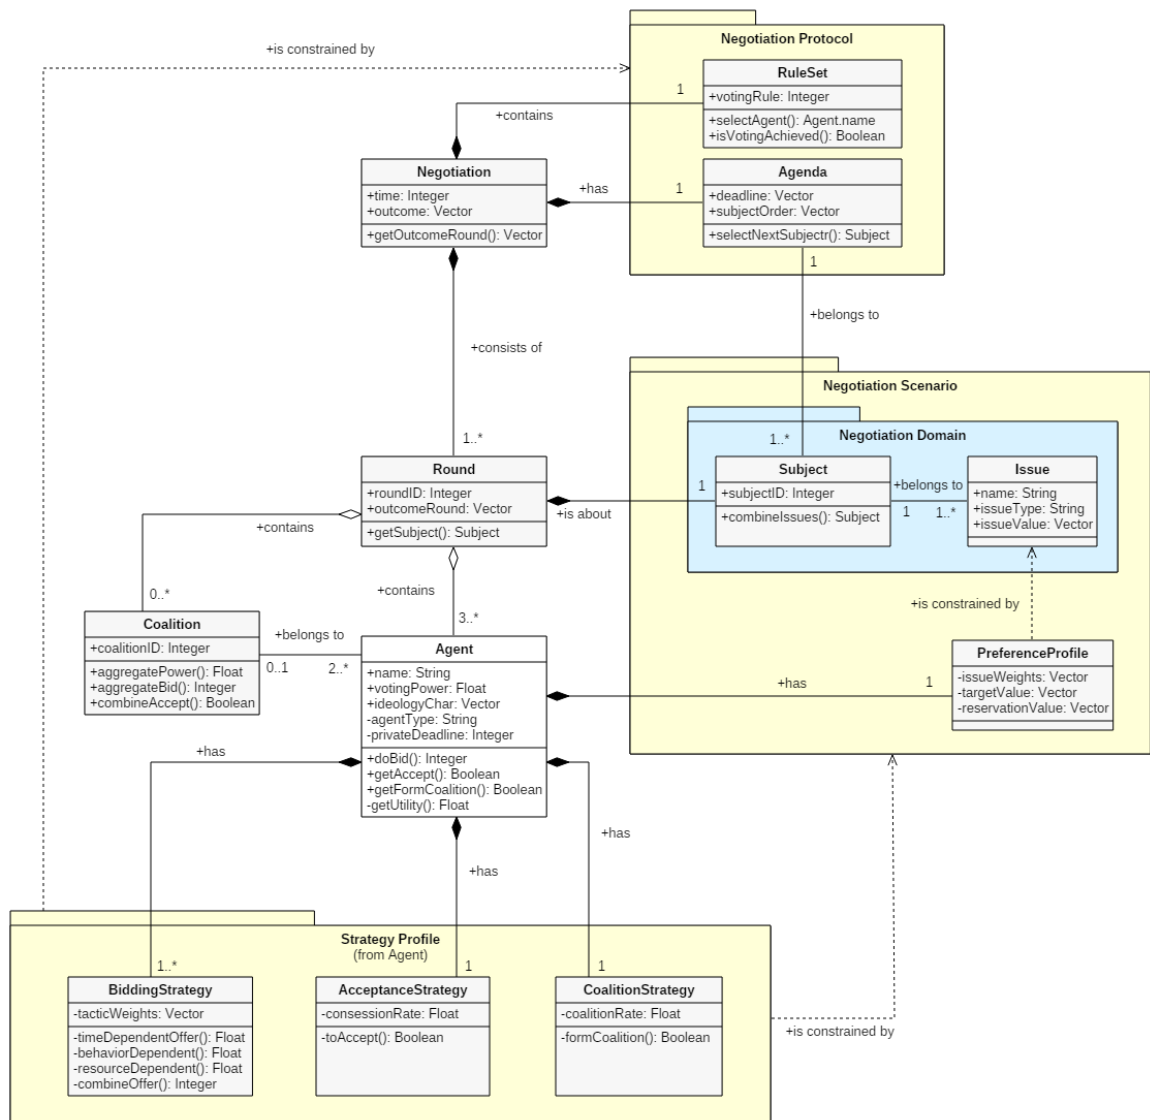 +is constrained by
Negotiation Protocol
RuleSet
+votingRule: Integer
+selectAgent(): Agent.name
+isVotingAchieved(): Boolean
1
+contains
Negotiation
+time: Integer
+outcome: Vector
+getOutcomeRound(): Vector
+has
1
Agenda
+deadline: Vector
+subjectOrder: Vector
+selectNextSubjectr(): Subject
1
+belongs to
+consists of
1..*
Negotiation Scenario
Negotiation Domain
1..*
Round
+roundID: Integer
+outcomeRound: Vector
+getSubject(): Subject
+is about
1
Subject
+subjectID: Integer
+combineIssues(): Subject
+belongs to
1
1..*
Issue
+name: String
+issueType: String
+issueValue: Vector
+contains
0..*
+contains
3..*
+is constrained by
Coalition
+coalitionID: Integer
+aggregatePower(): Float
+aggregateBid(): Integer
+combineAccept(): Boolean
+belongs to
0..1
2..*
Agent
+name: String
+votingPower: Float
+ideologyChar: Vector
-agentType: String
-privateDeadline: Integer
+doBid(): Integer
+getAccept(): Boolean
+getFormCoalition(): Boolean
-getUtility(): Float
+has
1
PreferenceProfile
-issueWeights: Vector
-targetValue: Vector
-reservationValue: Vector
+has
+has
+has
Strategy Profile
(from Agent)
1..*
1
1
BiddingStrategy
-tacticWeights: Vector
-timeDependentOffer(): Float
-behaviorDependent(): Float
-resourceDependent(): Float
-combineOffer(): Integer
AcceptanceStrategy
-consessionRate: Float
-toAccept(): Boolean
CoalitionStrategy
-coalitionRate: Float
-formCoalition(): Boolean
+is constrained by